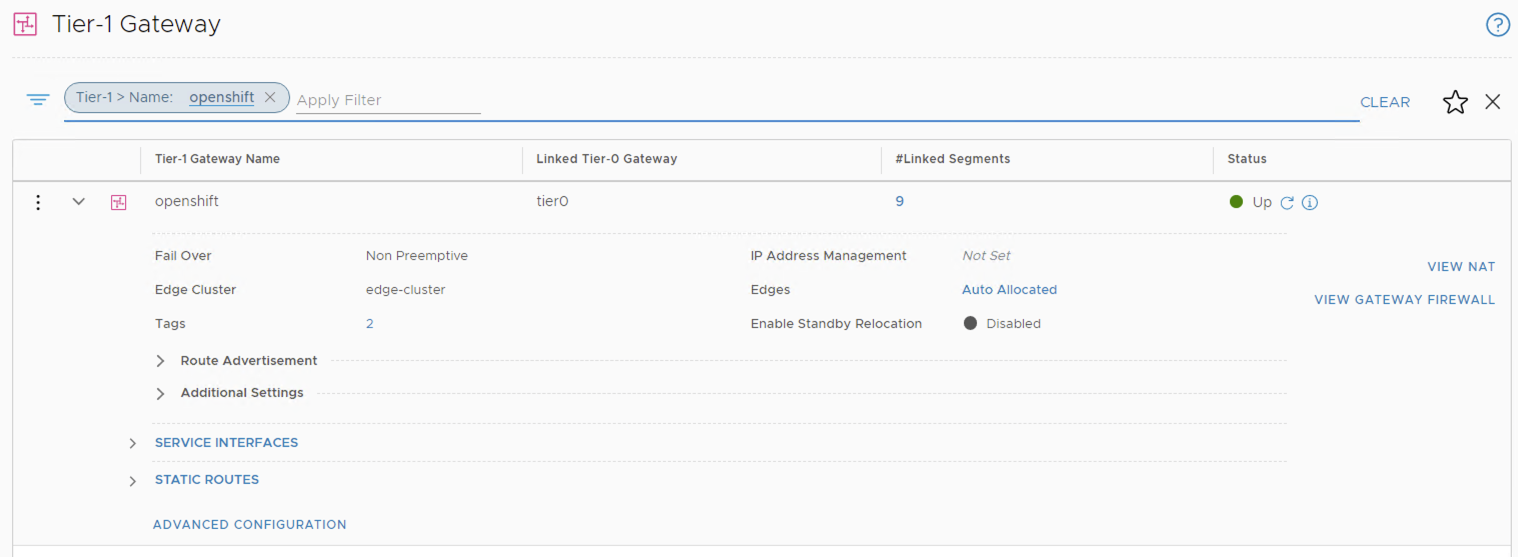 Tier-1 Gateway
Tier-1 > Name: openshift Apply Filter CLEAR
Tier-1 Gateway Name Linked Tier-0 Gateway #Linked Segments Status
openshift tier0 9 Up
Fail Over Non Preemptive IP Address Management Not Set
VIEW NAT
Edge Cluster edge-cluster Edges Auto Allocated
VIEW GATEWAY FIREWALL
Tags 2 Enable Standby Relocation Disabled
Route Advertisement
Additional Settings
SERVICE INTERFACES
STATIC ROUTES
ADVANCED CONFIGURATION